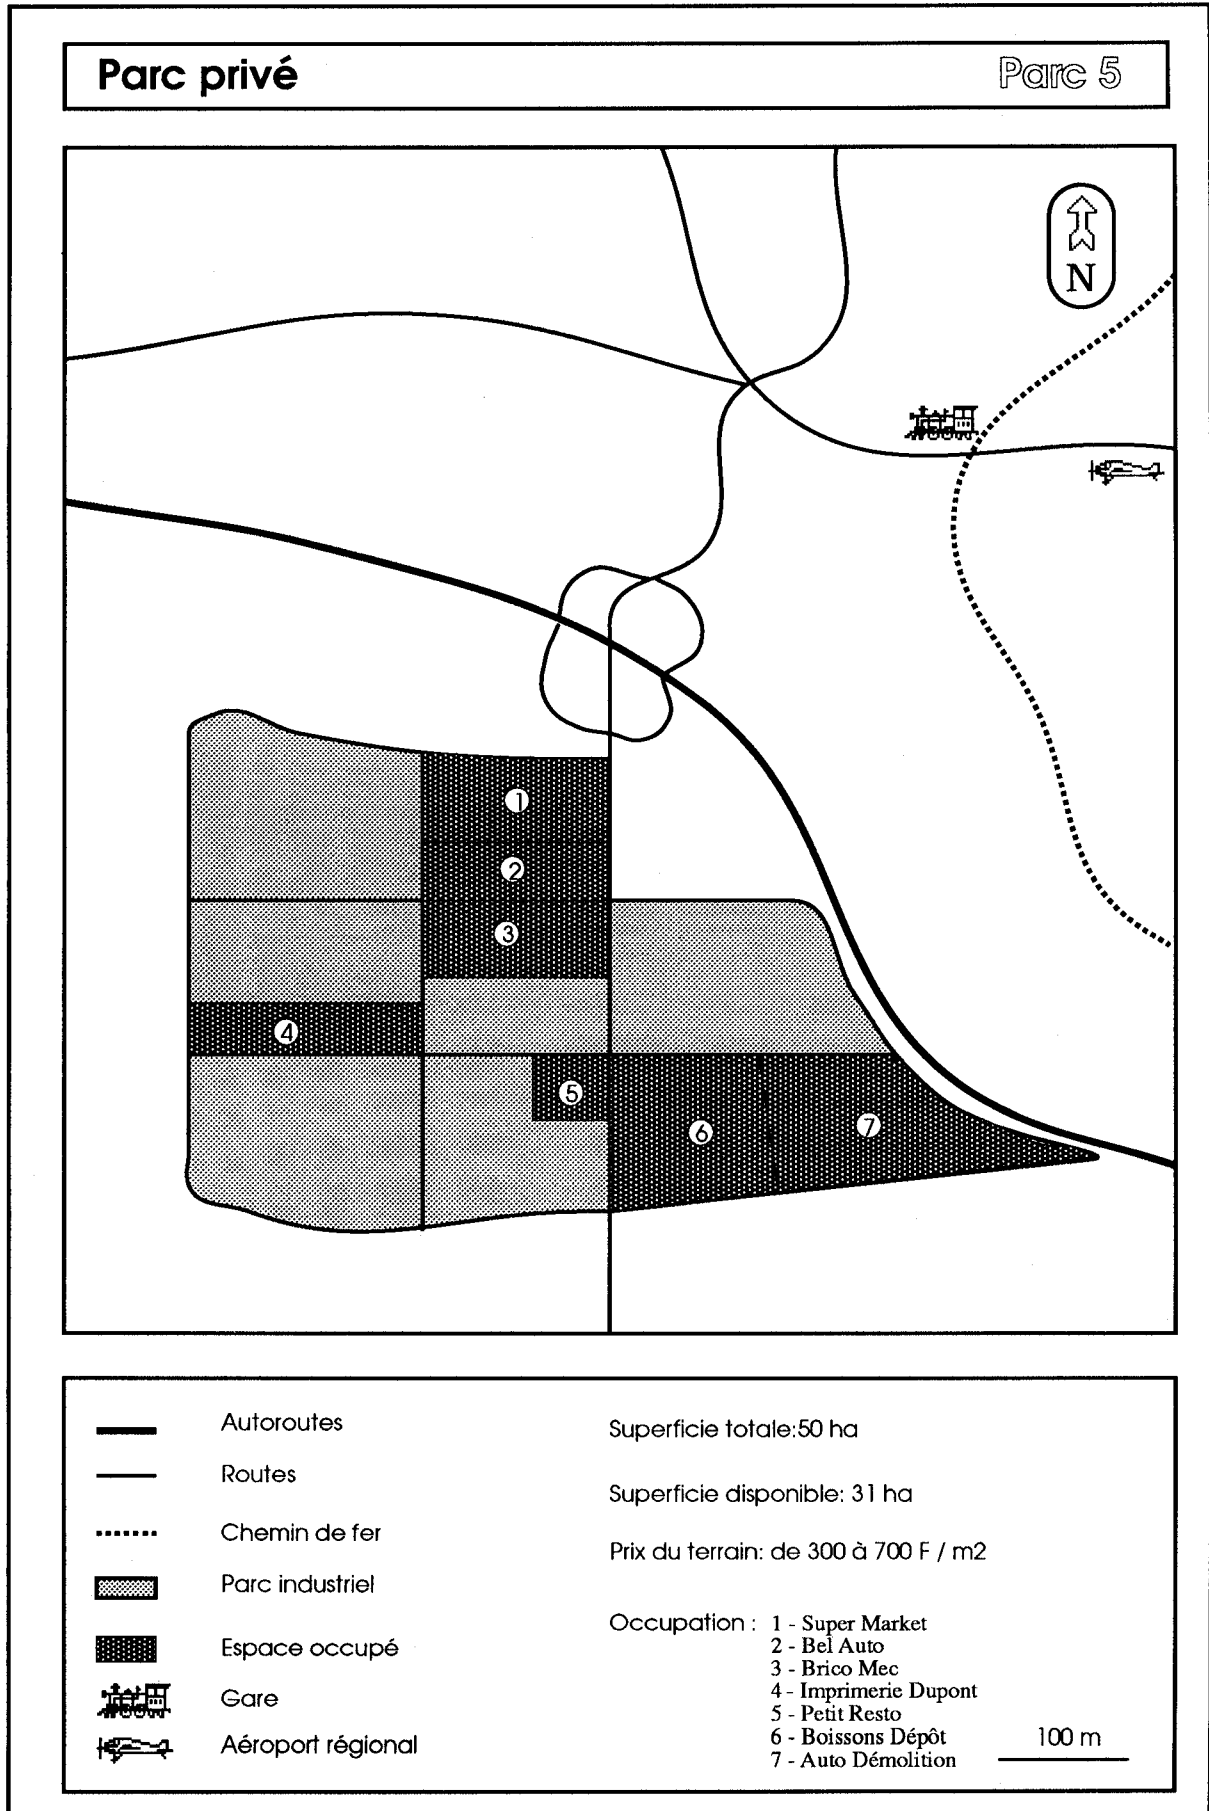 Parc privé
Parc 5
N
1
2
3
4
5
6
7
Autoroutes
Routes
Chemin de fer
Parc industriel
Espace occupé
Gare
Aéroport régional
Superficie totale:50 ha
Superficie disponible: 31 ha
Prix du terrain: de 300 à 700 F / m2
Occupation : 1 - Super Market
2 - Bel Auto
3 - Brico Mec
4 - Imprimerie Dupont
5 - Petit Resto
6 - Boissons Dépôt
7 - Auto Démolition
100 m